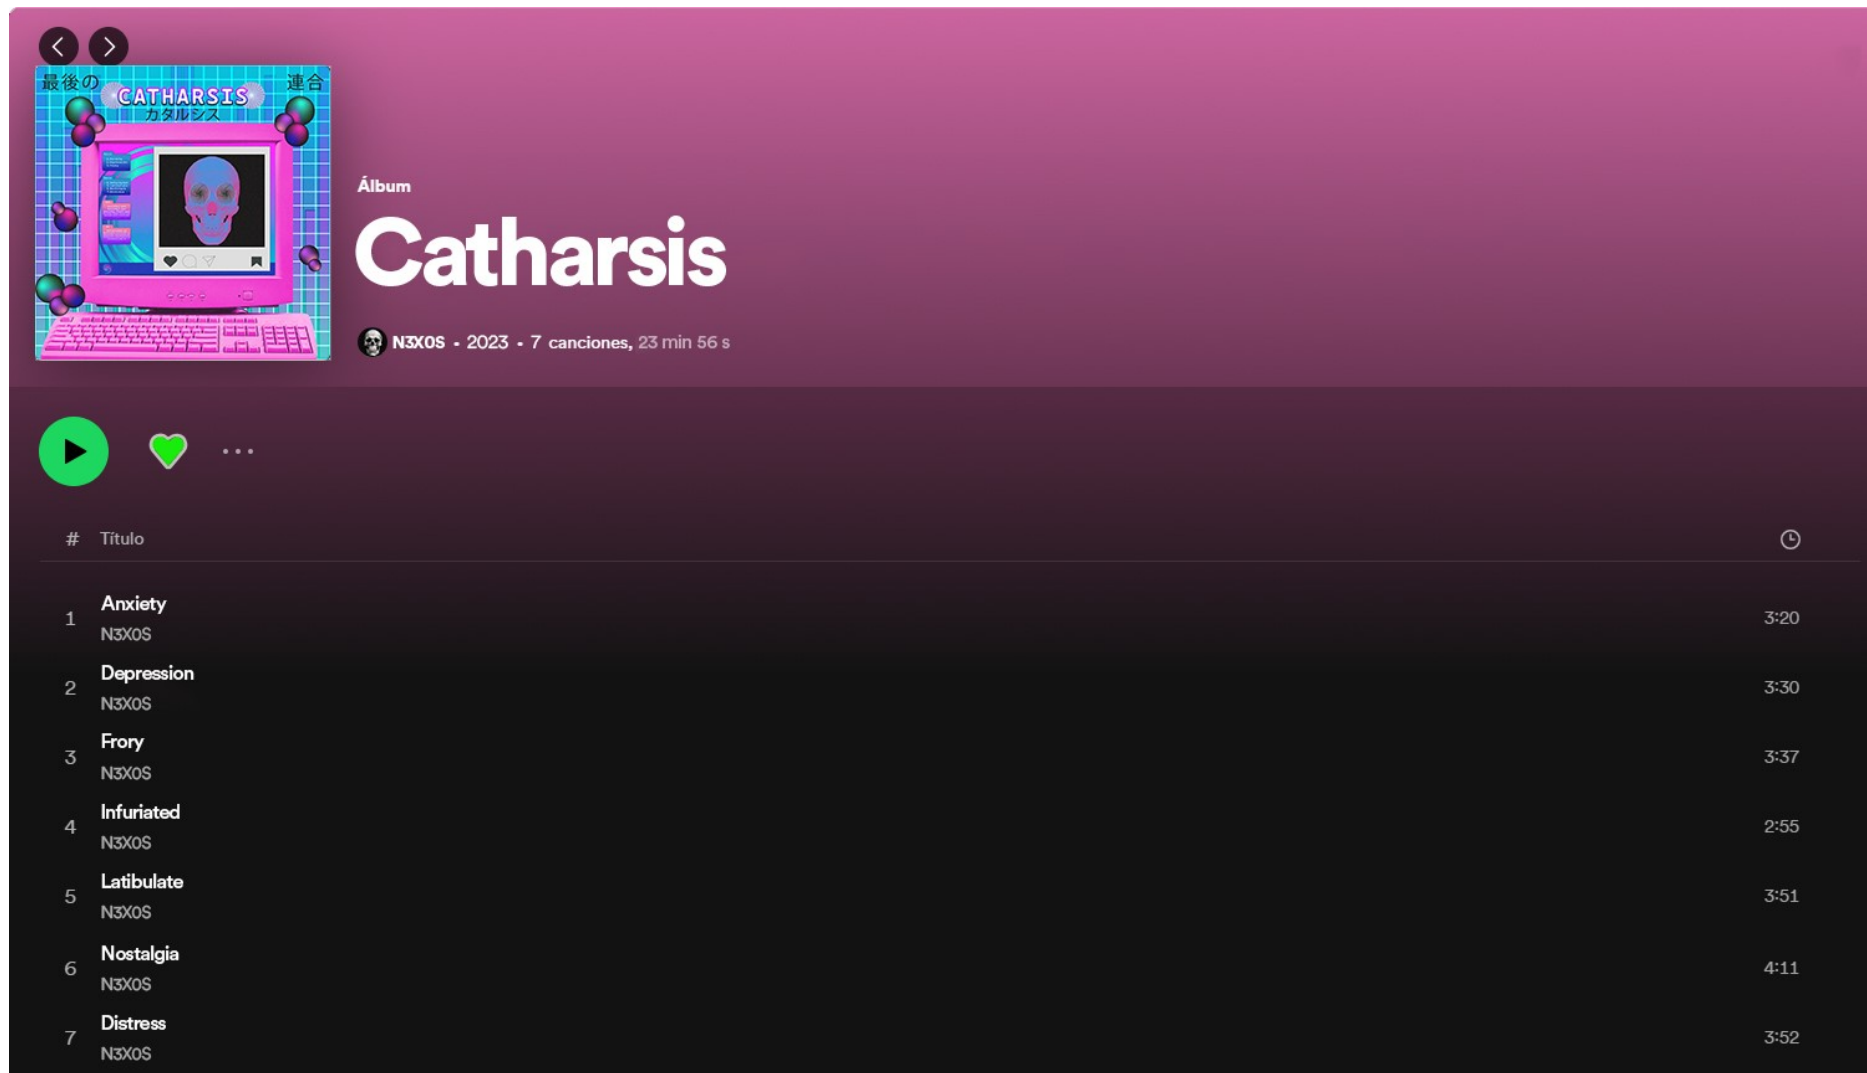 最後の 連合
CATHARSIS
カタルシス
Álbum
Catharsis
N3X0S • 2023 • 7 canciones, 23 min 56 s
# Título
1 Anxiety 3:20
N3X0S
2 Depression 3:30
N3X0S
3 Frory 3:37
N3X0S
4 Infuriated 2:55
N3X0S
5 Latibulate 3:51
N3X0S
6 Nostalgia 4:11
N3X0S
7 Distress 3:52
N3X0S